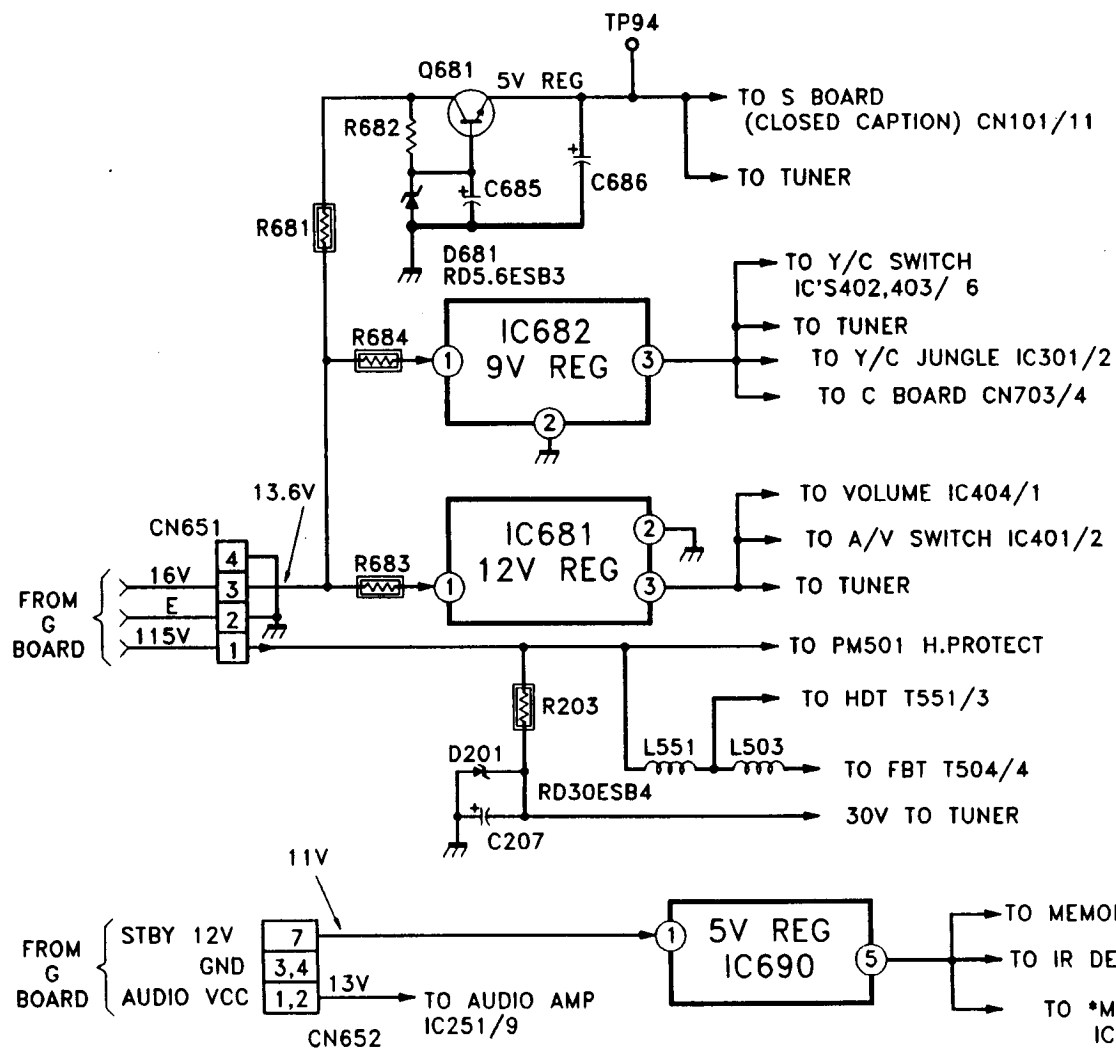 TP94
Q681
5V REG
R682
C685
C686
TO S BOARD
(CLOSED CAPTION) CN101/11
TO TUNER
R681
D681
RD5.6ESB3
R684
1
IC682
9V REG
3
2
TO Y/C SWITCH
IC'S402,403/ 6
TO TUNER
TO Y/C JUNGLE IC301/2
TO C BOARD CN703/4
13.6V
CN651
FROM
G
BOARD
16V
E
115V
4
3
2
1
R683
1
IC681
12V REG
2
3
TO VOLUME IC404/1
TO A/V SWITCH IC401/2
TO TUNER
TO PM501 H.PROTECT
R203
TO HDT T551/3
L551
L503
TO FBT T504/4
D201
RD30ESB4
C207
30V TO TUNER
11V
FROM
G
BOARD
STBY 12V
GND
AUDIO VCC
7
3,4
1,2
13V
TO AUDIO AMP
IC251/9
CN652
1
5V REG
IC690
5
TO
TO IR
TO
IC